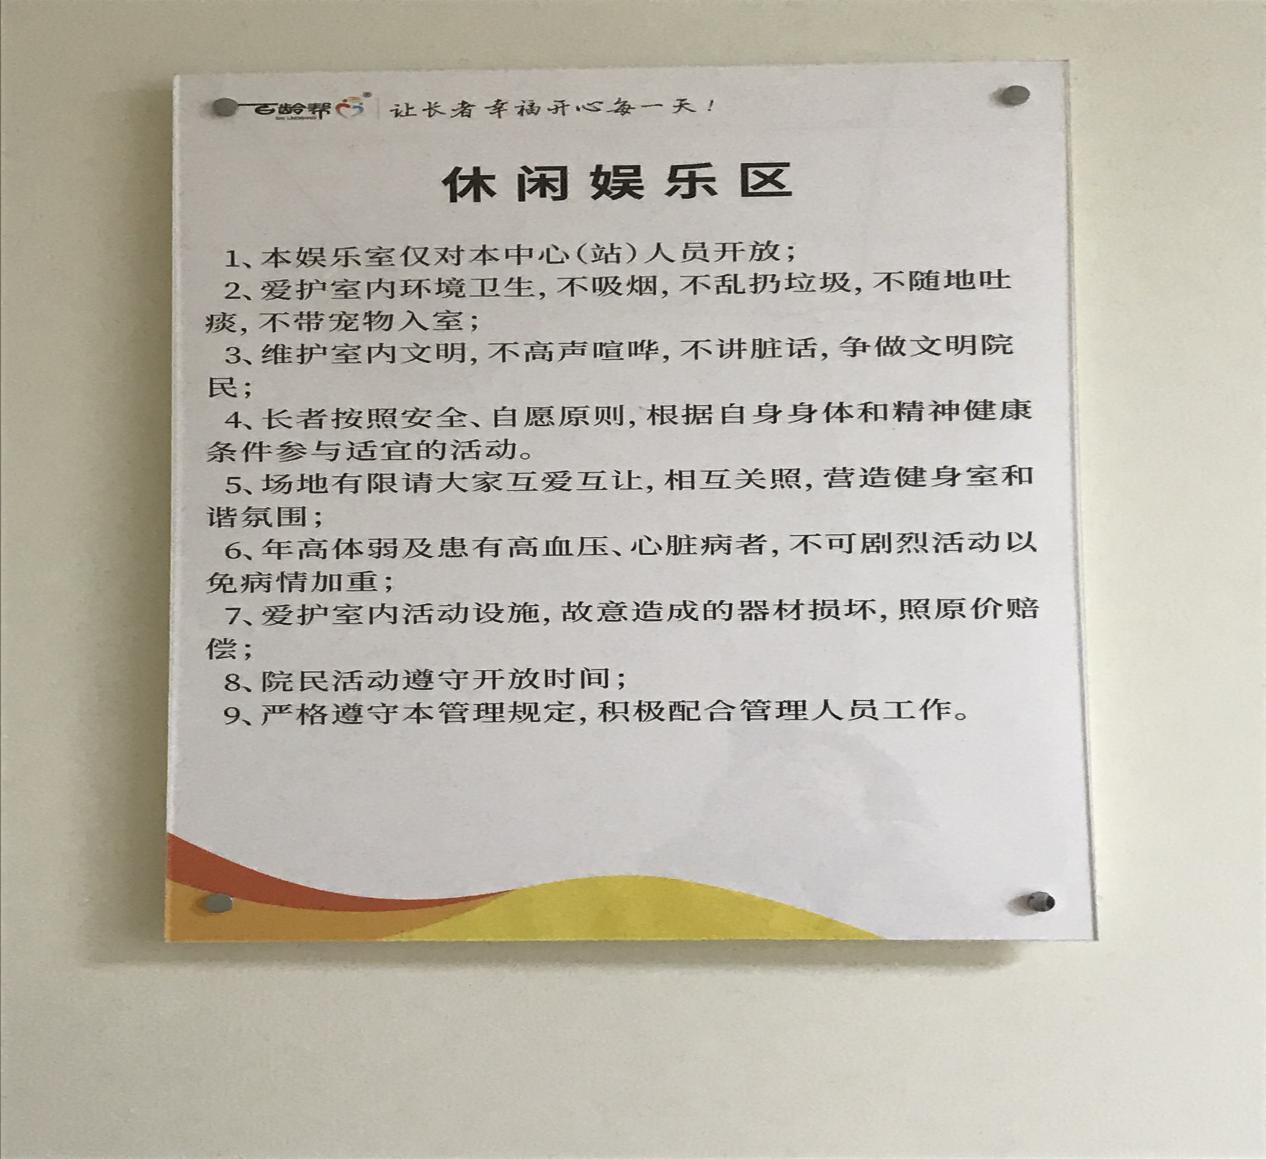 百龄帮 让长者幸福开心每一天！
休闲娱乐区
1、本娱乐室仅对本中心(站)人员开放；
2、爱护室内环境卫生，不吸烟，不乱扔垃圾，不随地吐
痰，不带宠物入室；
3、维护室内文明，不高声喧哗，不讲脏话，争做文明院
民；
4、长者按照安全、自愿原则，根据自身身体和精神健康
条件参与适宜的活动。
5、场地有限请大家互爱互让，相互关照，营造健身室和
谐氛围；
6、年高体弱及患有高血压、心脏病者，不可剧烈活动以
免病情加重；
7、爱护室内活动设施，故意造成的器材损坏，照原价赔
偿；
8、院民活动遵守开放时间；
9、严格遵守本管理规定，积极配合管理人员工作。